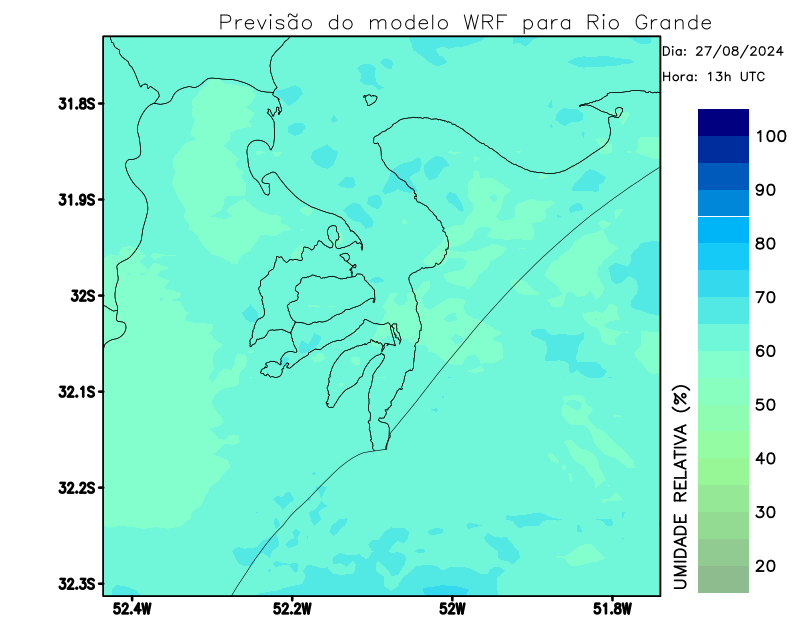 Previsão do modelo WRF para Rio Grande
Dia: 27/08/2024
Hora: 13h UTC
31.8S
31.9S
32S
32.1S
32.2S
32.3S
52.4W
52.2W
52W
51.8W
100
90
80
70
60
50
40
30
20
UMIDADE RELATIVA (%)